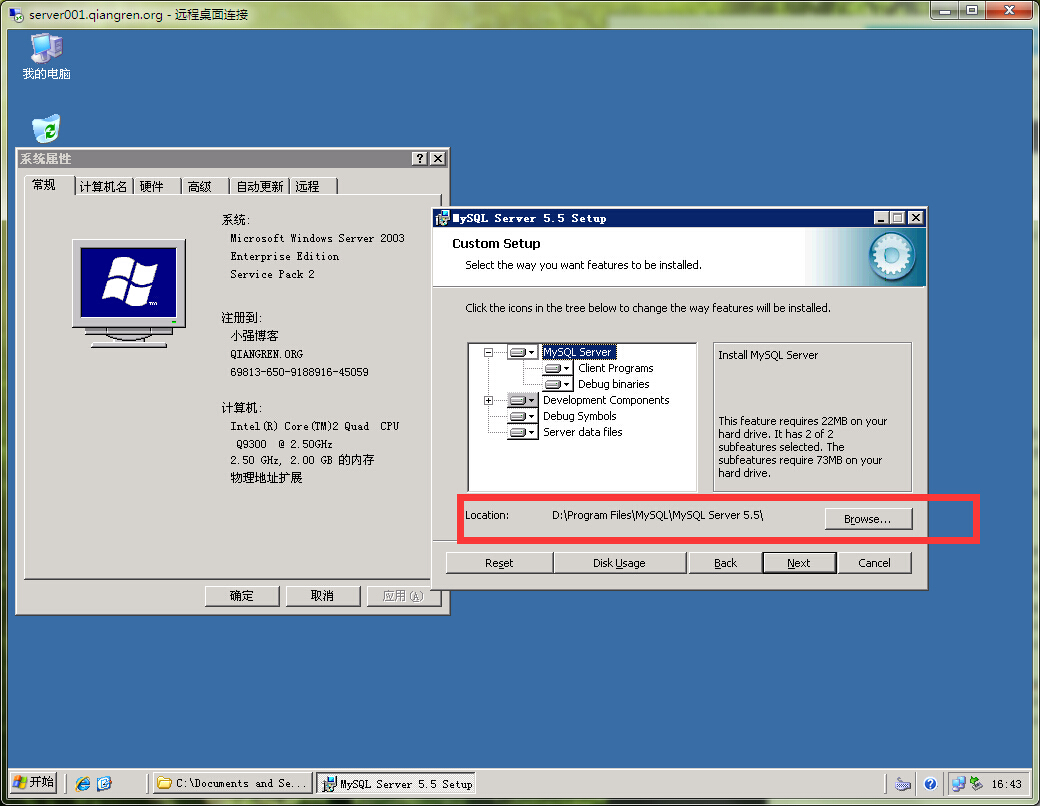 server001.qiangren.org - 远程桌面连接
我的电脑
系统属性
常规 计算机名 硬件 高级 自动更新 远程
系统:
Microsoft Windows Server 2003
Enterprise Edition
Service Pack 2
注册到:
小强博客
QIANGREN.ORG
69813-650-9188916-45059
计算机:
Intel(R) Core(TM)2 Quad CPU
Q9300 @ 2.50GHz
2.50 GHz, 2.00 GB 的内存
物理地址扩展
确定 取消 应用(A)
MySQL Server 5.5 Setup
Custom Setup
Select the way you want features to be installed.
Click the icons in the tree below to change the way features will be installed.
MySQL Server
Client Programs
Debug binaries
Development Components
Debug Symbols
Server data files
Install MySQL Server
This feature requires 22MB on your
hard drive. It has 2 of 2
subfeatures selected. The
subfeatures require 73MB on your
hard drive.
Location: D:\Program Files\MySQL\MySQL Server 5.5\ Browse...
Reset Disk Usage Back Next Cancel
开始 C:\Documents and Se... MySQL Server 5.5 Setup 16:43